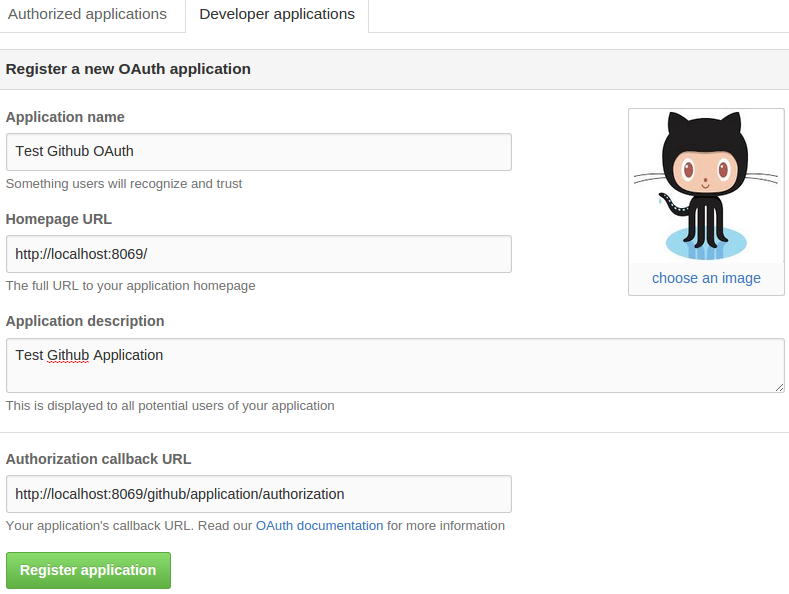 Authorized applications Developer applications
Register a new OAuth application
Application name
Test Github OAuth
Something users will recognize and trust
Homepage URL
http://localhost:8069/
The full URL to your application homepage
choose an image
Application description
Test Github Application
This is displayed to all potential users of your application
Authorization callback URL
http://localhost:8069/github/application/authorization
Your application's callback URL. Read our OAuth documentation for more information
Register application